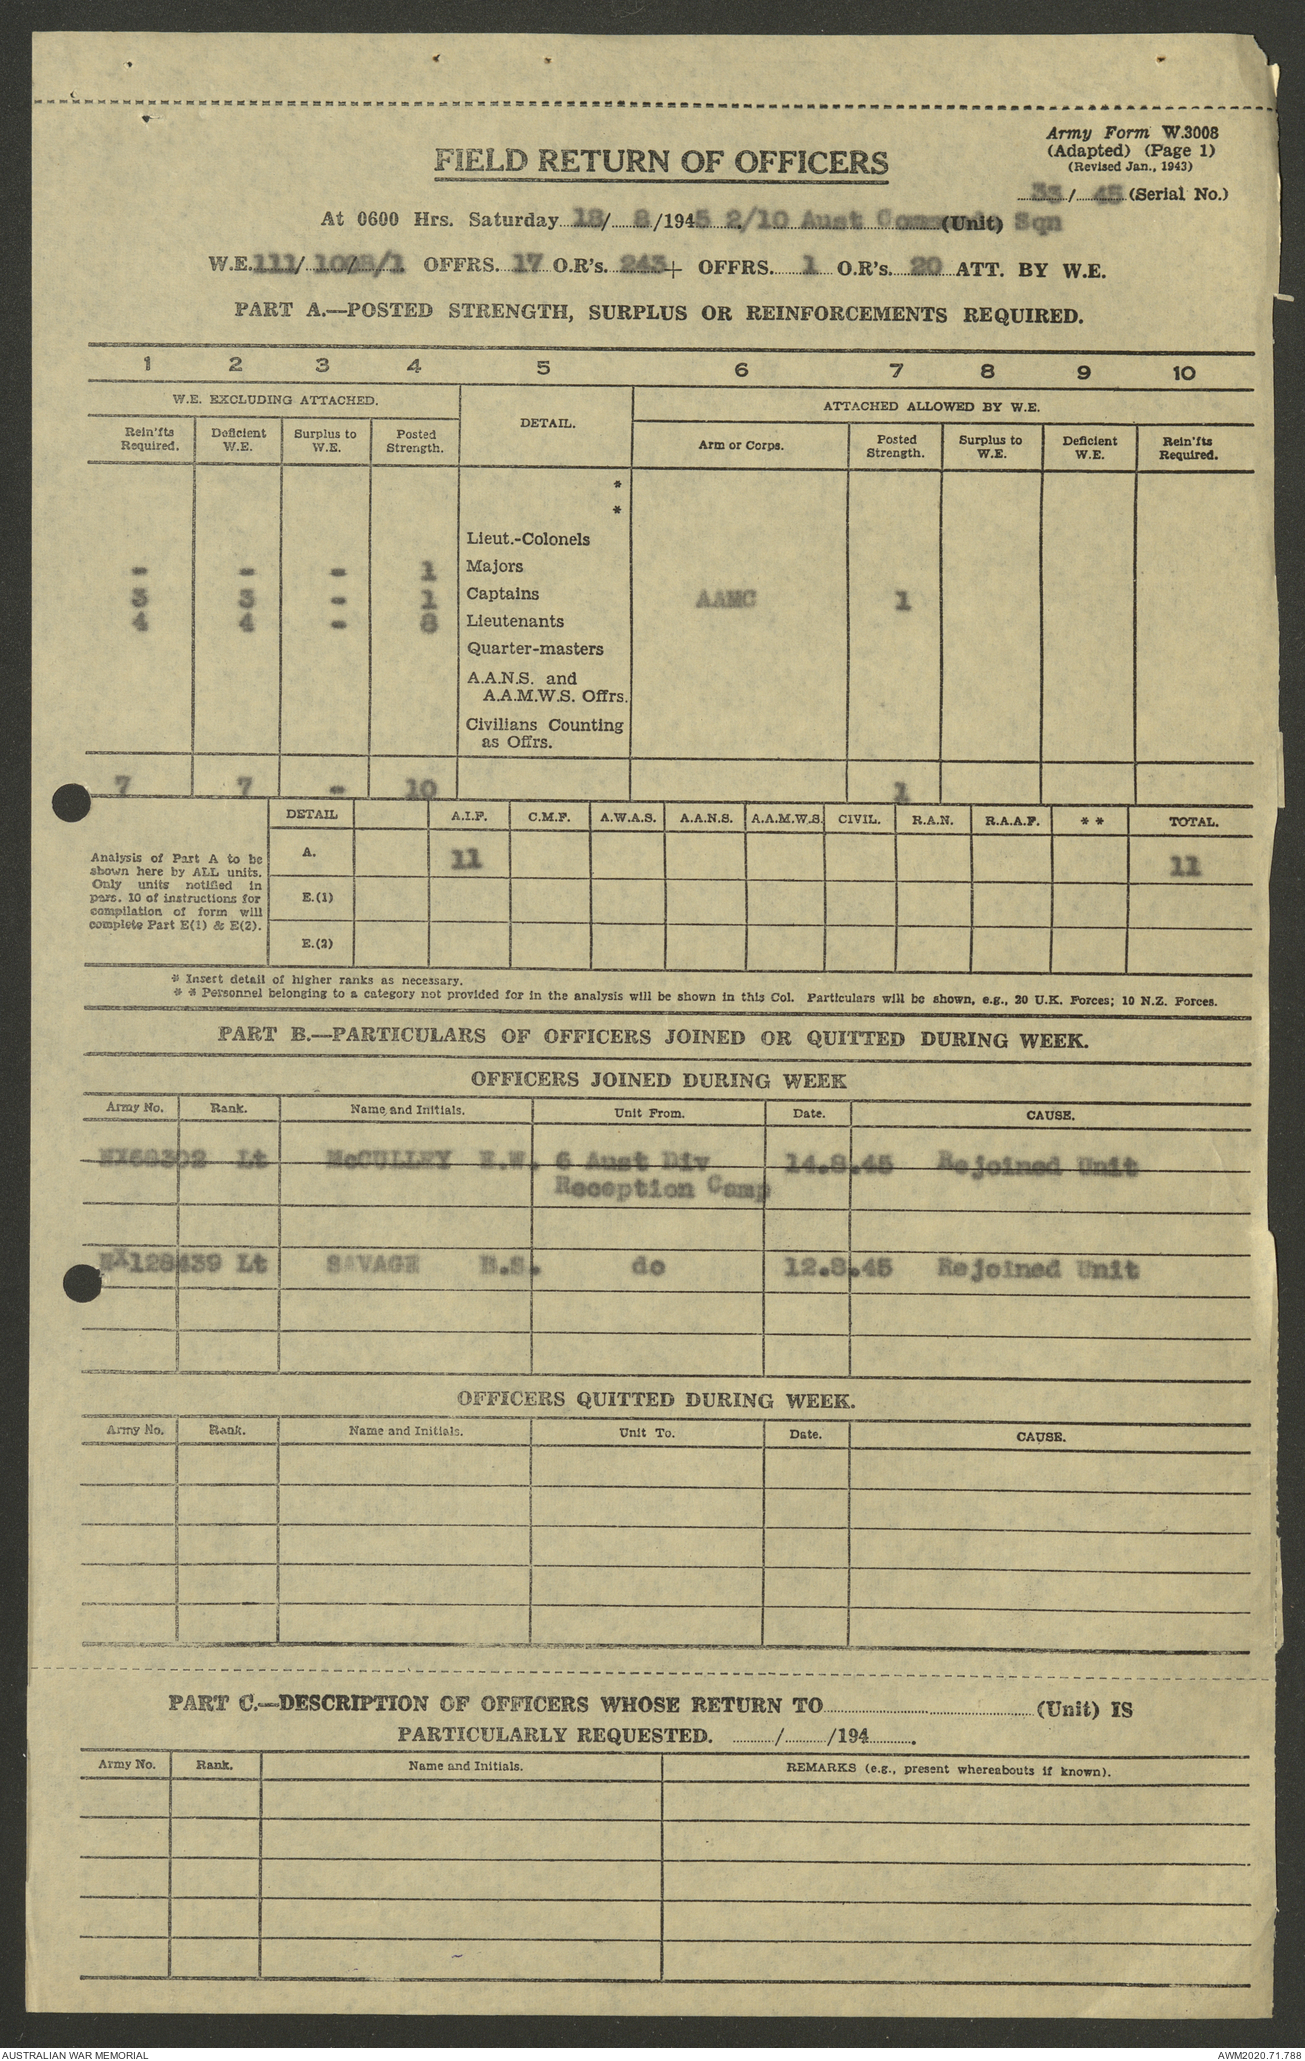 Army Form W.3008
(Adapted) (Page 1)
(Revised Jan., 1943)
33/ 45 (Serial No.)
FIELD RETURN OF OFFICERS
At 0600 Hrs. Saturday 18/ 8/1945 2/10 Aust Commando (Unit) Sqn
W.E. 111/ 1098/1 OFFRS. 17 O.R's. 243+ OFFRS. 1 O.R's. 20 ATT. BY W.E.
PART A.—POSTED STRENGTH, SURPLUS OR REINFORCEMENTS REQUIRED.
1 2 3 4 5 6 7 8 9 10
W.E. EXCLUDING ATTACHED. DETAIL. ATTACHED ALLOWED BY W.E.
Rein'fts Required. Deficient W.E. Surplus to W.E. Posted Strength. Arm or Corps. Posted Strength. Surplus to W.E. Deficient W.E. Rein'fts Required.
*
*
Lieut.-Colonels
- - - 1 Majors
3 3 - 1 Captains AAMC 1
4 4 - 8 Lieutenants
Quarter-masters
A.A.N.S. and
A.A.M.W.S. Offrs.
Civilians Counting
as Offrs.
7 7 - 10 1
DETAIL A.I.F. C.M.F. A.W.A.S. A.A.N.S. A.A.M.W.S. CIVIL. R.A.N. R.A.A.F. * * TOTAL.
Analysis of Part A to be
shown here by ALL units.
Only units notified in
para. 10 of instructions for
compilation of form will
complete Part E(1) & E(2).
A. 11 11
E.(1)
E.(2)
* Insert detail of higher ranks as necessary.
* * Personnel belonging to a category not provided for in the analysis will be shown in this Col. Particulars will be shown, e.g., 20 U.K. Forces; 10 N.Z. Forces.
PART B.—PARTICULARS OF OFFICERS JOINED OR QUITTED DURING WEEK.
OFFICERS JOINED DURING WEEK
Army No. Rank. Name and Initials. Unit From. Date. CAUSE.
NX68302 Lt McCULLEY E.W. 6 Aust Div 14.8.45 Rejoined Unit
Reception Camp
NX128439 Lt SAVAGE B.S. do 12.8.45 Rejoined Unit
OFFICERS QUITTED DURING WEEK.
Army No. Rank. Name and Initials. Unit To. Date. CAUSE.
PART C.—DESCRIPTION OF OFFICERS WHOSE RETURN TO (Unit) IS
PARTICULARLY REQUESTED. / /194 .
Army No. Rank. Name and Initials. REMARKS (e.g., present whereabouts if known).
AUSTRALIAN WAR MEMORIAL AWM2020.71.788